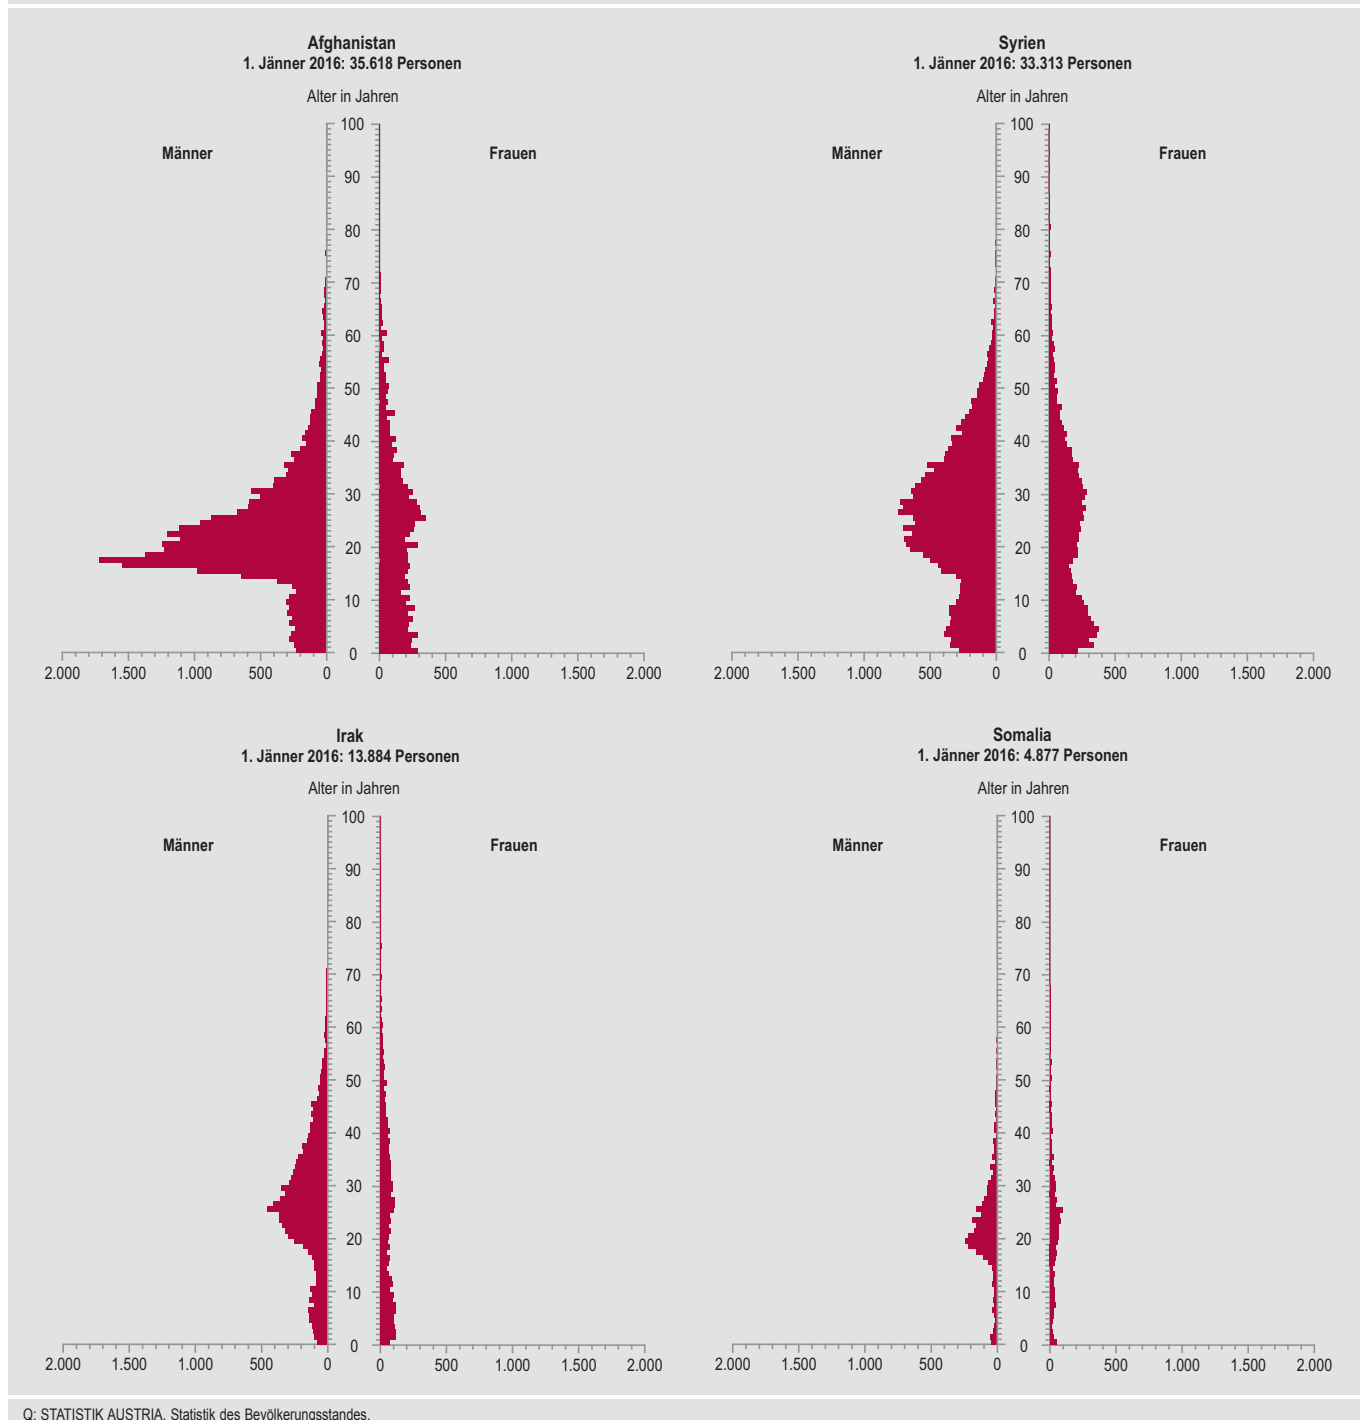 Afghanistan
1. Jänner 2016: 35.618 Personen
Alter in Jahren
Männer
Frauen
100
90
80
70
60
50
40
30
20
10
0
2.000 1.500 1.000 500 0
0 500 1.000 1.500 2.000
Syrien
1. Jänner 2016: 33.313 Personen
Alter in Jahren
Männer
Frauen
100
90
80
70
60
50
40
30
20
10
0
2.000 1.500 1.000 500 0
0 500 1.000 1.500 2.000
Irak
1. Jänner 2016: 13.884 Personen
Alter in Jahren
Männer
Frauen
100
90
80
70
60
50
40
30
20
10
0
2.000 1.500 1.000 500 0
0 500 1.000 1.500 2.000
Somalia
1. Jänner 2016: 4.877 Personen
Alter in Jahren
Männer
Frauen
100
90
80
70
60
50
40
30
20
10
0
2.000 1.500 1.000 500 0
0 500 1.000 1.500 2.000
Q: STATISTIK AUSTRIA. Statistik des Bevölkerungsstandes.